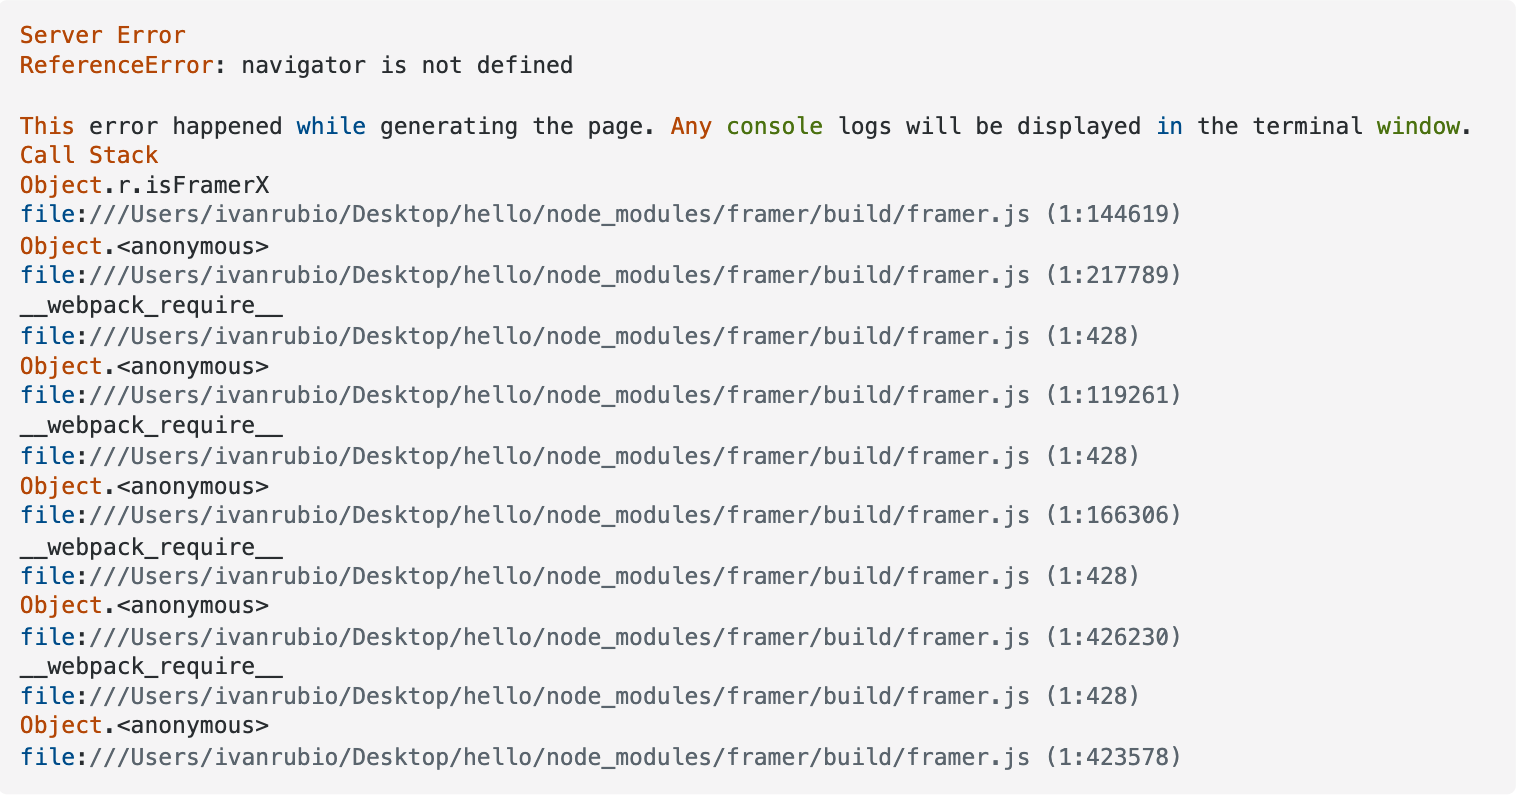 Server Error
ReferenceError: navigator is not defined

This error happened while generating the page. Any console logs will be displayed in the terminal window.
Call Stack
Object.r.isFramerX
file:///Users/ivanrubio/Desktop/hello/node_modules/framer/build/framer.js (1:144619)
Object.<anonymous>
file:///Users/ivanrubio/Desktop/hello/node_modules/framer/build/framer.js (1:217789)
__webpack_require__
file:///Users/ivanrubio/Desktop/hello/node_modules/framer/build/framer.js (1:428)
Object.<anonymous>
file:///Users/ivanrubio/Desktop/hello/node_modules/framer/build/framer.js (1:119261)
__webpack_require__
file:///Users/ivanrubio/Desktop/hello/node_modules/framer/build/framer.js (1:428)
Object.<anonymous>
file:///Users/ivanrubio/Desktop/hello/node_modules/framer/build/framer.js (1:166306)
__webpack_require__
file:///Users/ivanrubio/Desktop/hello/node_modules/framer/build/framer.js (1:428)
Object.<anonymous>
file:///Users/ivanrubio/Desktop/hello/node_modules/framer/build/framer.js (1:426230)
__webpack_require__
file:///Users/ivanrubio/Desktop/hello/node_modules/framer/build/framer.js (1:428)
Object.<anonymous>
file:///Users/ivanrubio/Desktop/hello/node_modules/framer/build/framer.js (1:423578)